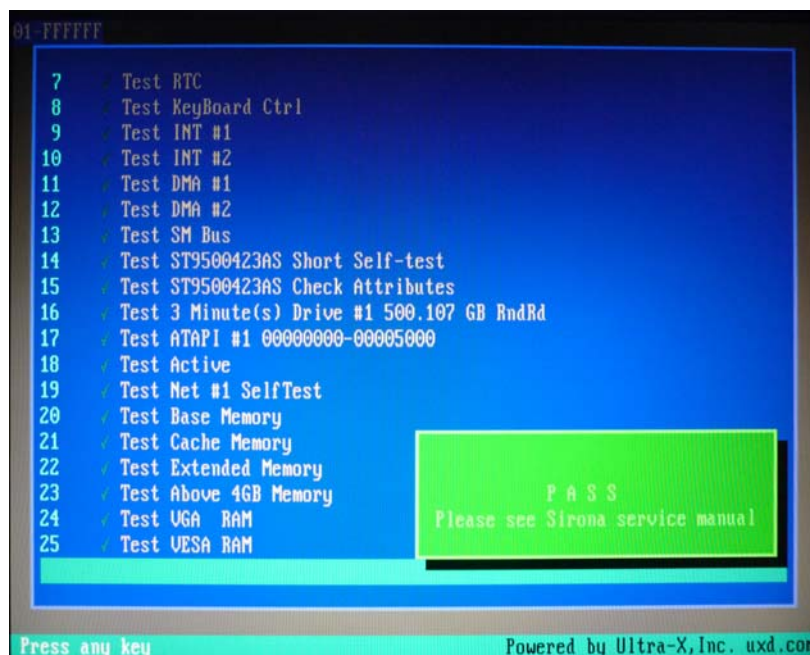 01-FFFFFF
7 √ Test RTC
8 √ Test KeyBoard Ctrl
9 √ Test INT #1
10 √ Test INT #2
11 √ Test DMA #1
12 √ Test DMA #2
13 √ Test SM Bus
14 √ Test ST9500423AS Short Self-test
15 √ Test ST9500423AS Check Attributes
16 √ Test 3 Minute(s) Drive #1 500.107 GB RndRd
17 √ Test ATAPI #1 00000000-00005000
18 √ Test Active
19 √ Test Net #1 SelfTest
20 √ Test Base Memory
21 √ Test Cache Memory
22 √ Test Extended Memory
23 √ Test Above 4GB Memory
24 √ Test VGA  RAM
25 √ Test VESA RAM
P A S S
Please see Sirona service manual
Press any key
Powered by Ultra-X,Inc. uxd.com